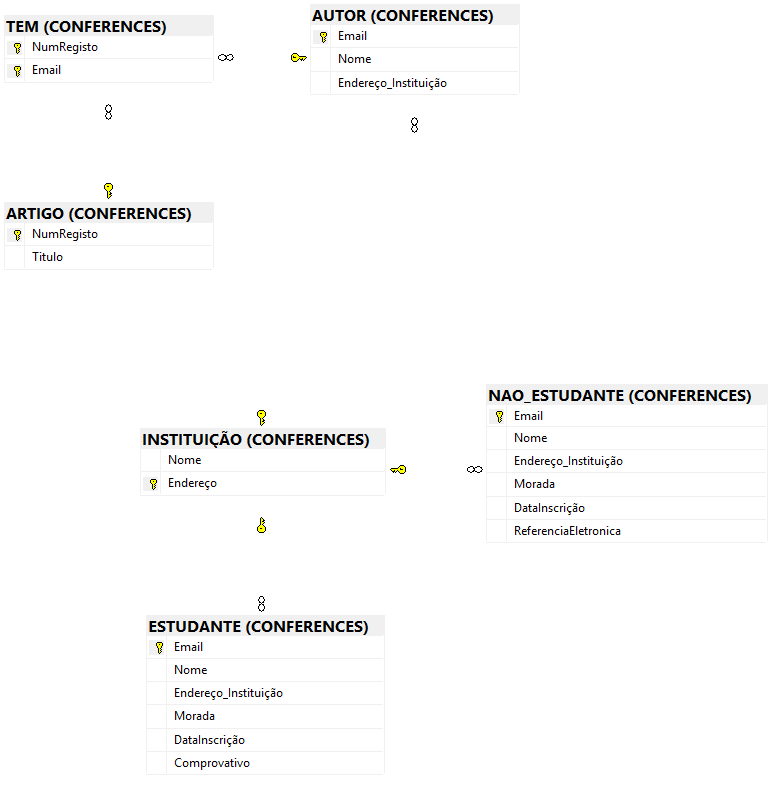 TEM (CONFERENCES)
NumRegisto
Email
AUTOR (CONFERENCES)
Email
Nome
Endereço_Instituição
ARTIGO (CONFERENCES)
NumRegisto
Titulo
INSTITUIÇÃO (CONFERENCES)
Nome
Endereço
NAO_ESTUDANTE (CONFERENCES)
Email
Nome
Endereço_Instituição
Morada
DataInscrição
ReferenciaEletronica
ESTUDANTE (CONFERENCES)
Email
Nome
Endereço_Instituição
Morada
DataInscrição
Comprovativo